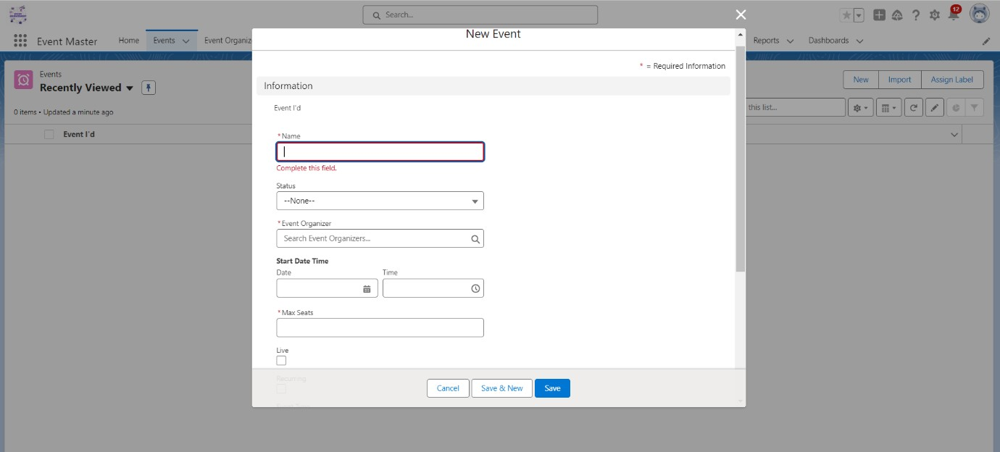 Search...
12
Event Master
Home
Events
Event Organize
Reports
Dashboards
New Event
* = Required Information
Events
Recently Viewed
New
Import
Assign Label
0 items • Updated a minute ago
this list...
Event I'd
Information
Event I'd
*Name
Complete this field.
Status
--None--
*Event Organizer
Search Event Organizers...
Start Date Time
Date
Time
*Max Seats
Live
Recurring
Cancel
Save & New
Save